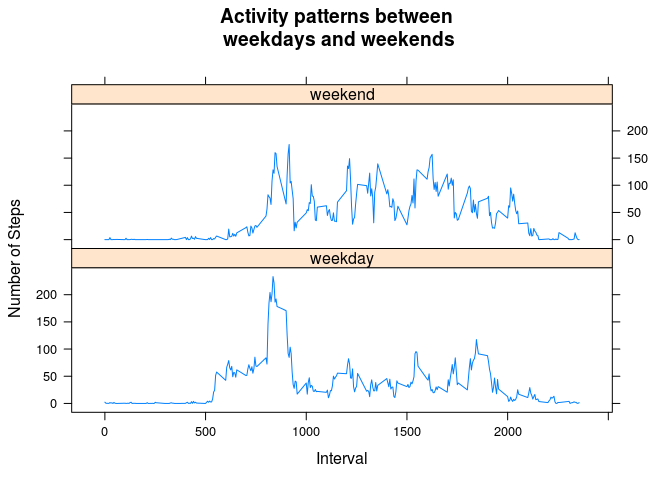 Activity patterns between
weekdays and weekends
weekend
200
150
100
50
0
Number of Steps
weekday
200
150
100
50
0
0 500 1000 1500 2000
Interval